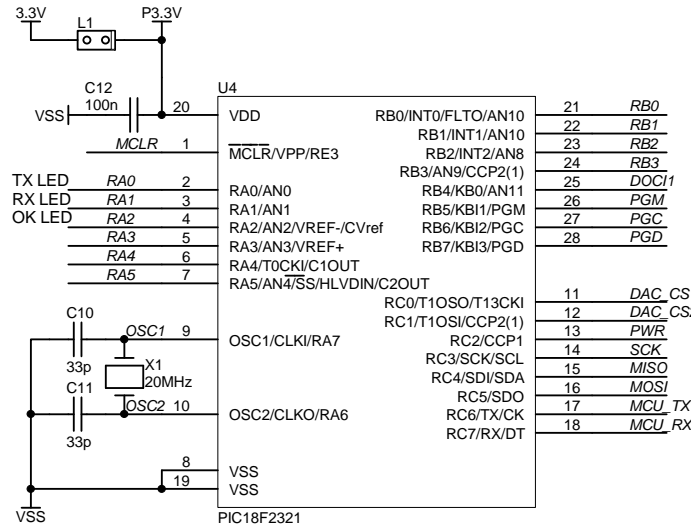 3.3V
L1
P3.3V
C12
100n
VSS
U4
20
VDD
MCLR
1
MCLR/VPP/RE3
TX LED
RA0
2
RA0/AN0
RX LED
RA1
3
RA1/AN1
OK LED
RA2
4
RA2/AN2/VREF-/CVref
RA3
5
RA3/AN3/VREF+
RA4
6
RA4/T0CKI/C1OUT
RA5
7
RA5/AN4/SS/HLVDIN/C2OUT
C10
33p
OSC1
9
OSC1/CLKI/RA7
X1
20MHz
C11
33p
OSC2
10
OSC2/CLKO/RA6
8
VSS
19
VSS
VSS
RB0/INT0/FLTO/AN10
21
RB0
RB1/INT1/AN10
22
RB1
RB2/INT2/AN8
23
RB2
RB3/AN9/CCP2(1)
24
RB3
RB4/KB0/AN11
25
DOCI1
RB5/KBI1/PGM
26
PGM
RB6/KBI2/PGC
27
PGC
RB7/KBI3/PGD
28
PGD
RC0/T1OSO/T13CKI
11
DAC_CS
RC1/T1OSI/CCP2(1)
12
DAC_CS2
RC2/CCP1
13
PWR
RC3/SCK/SCL
14
SCK
RC4/SDI/SDA
15
MISO
RC5/SDO
16
MOSI
RC6/TX/CK
17
MCU_TX
RC7/RX/DT
18
MCU_RX
PIC18F2321